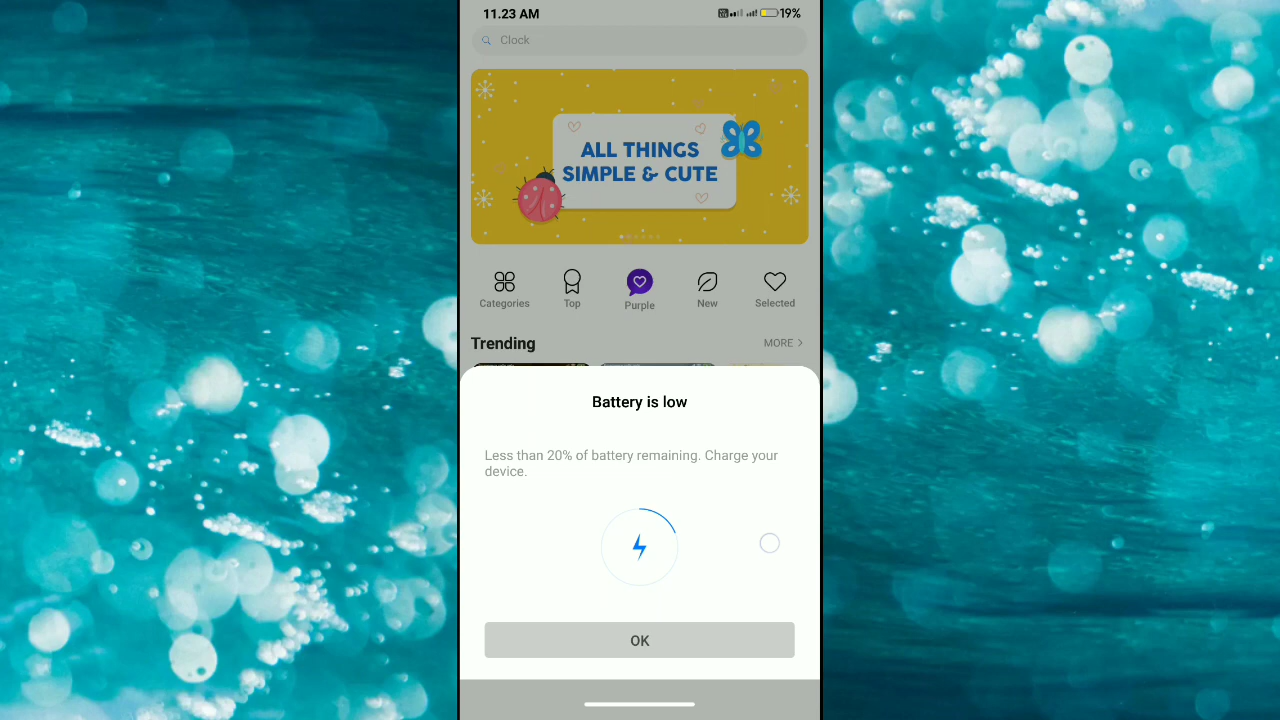 11.23 AM
19%
Clock
ALL THINGS
SIMPLE & CUTE
Categories
Top
Purple
New
Selected
Trending
MORE
Battery is low
Less than 20% of battery remaining. Charge your
device.
OK